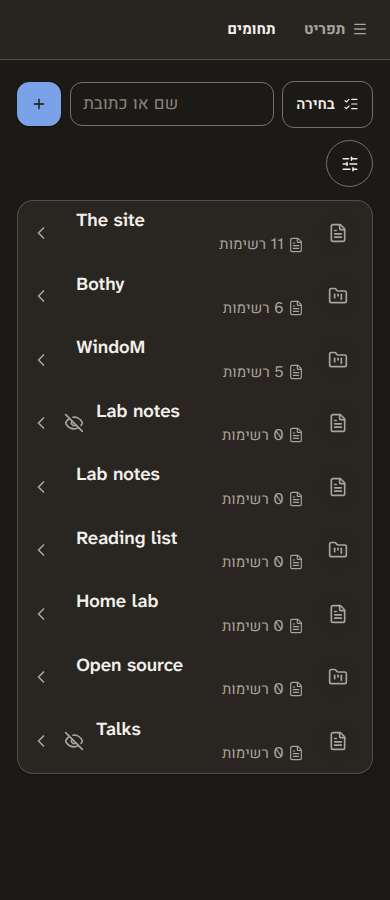 תפריט
תחומים
בחירה
שם או כתובת
The site
11 רשימות
Bothy
6 רשימות
WindoM
5 רשימות
Lab notes
0 רשימות
Lab notes
0 רשימות
Reading list
0 רשימות
Home lab
0 רשימות
Open source
0 רשימות
Talks
0 רשימות